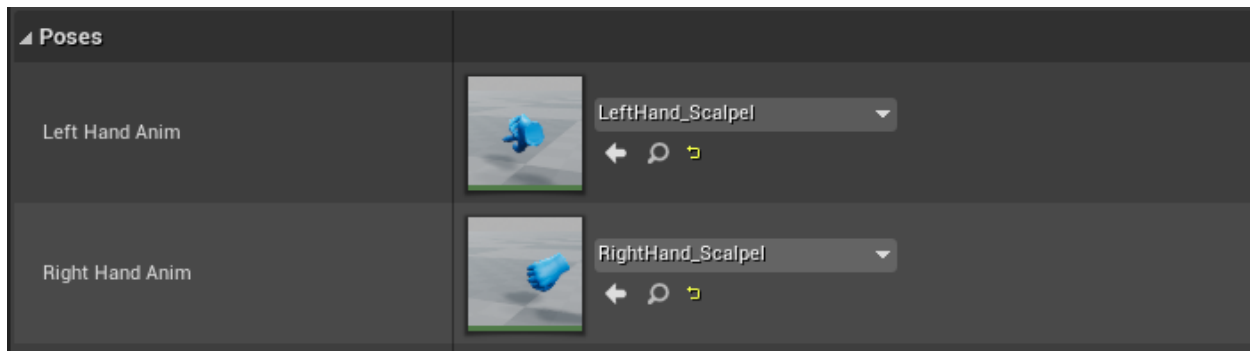 Poses
Left Hand Anim
LeftHand_Scalpel
Right Hand Anim
RightHand_Scalpel